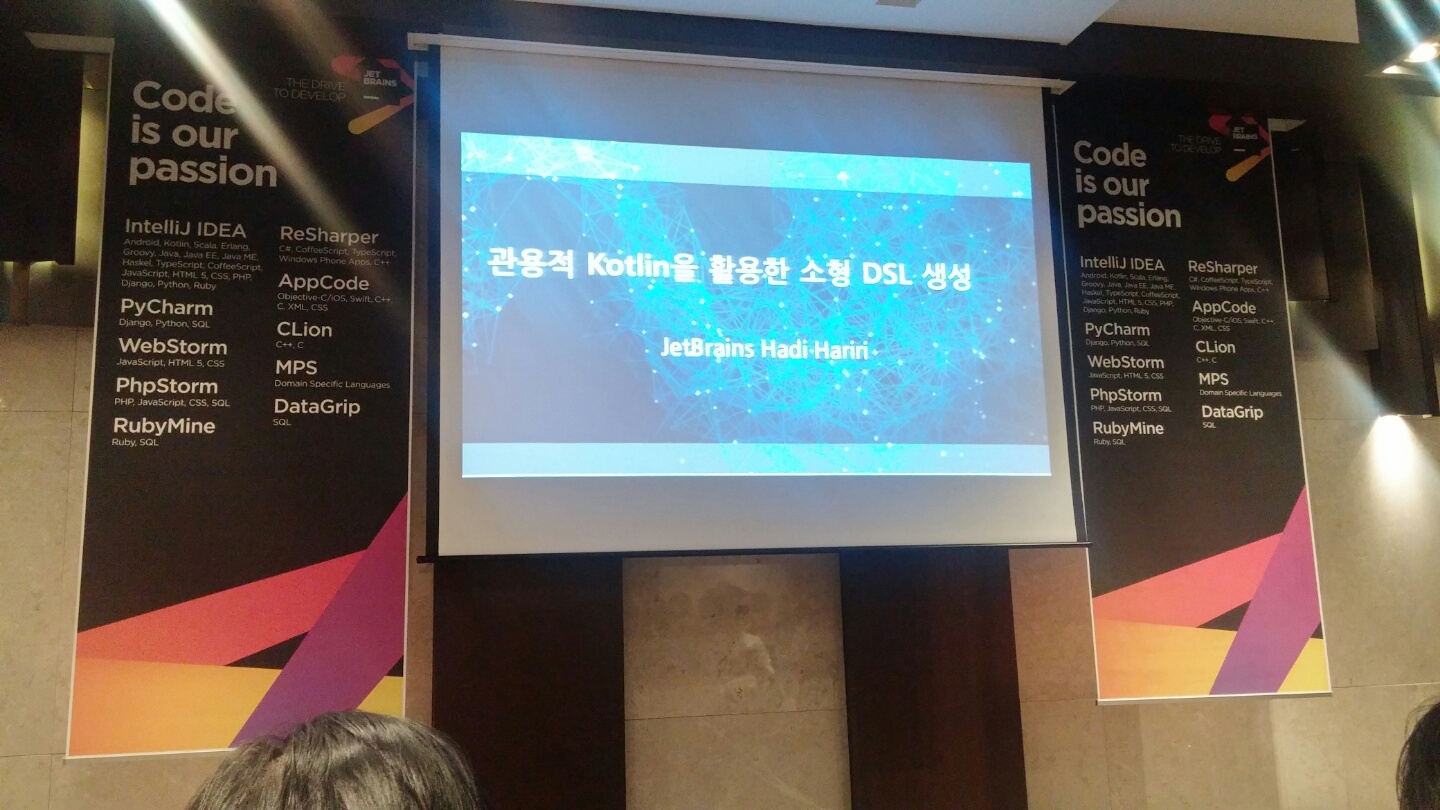 Code
is our
passion
THE DRIVE
TO DEVELOP
JET
BRAINS
IntelliJ IDEA
Android, Kotlin, Scala, Erlang,
Groovy, Java, Java EE, Java ME,
Haskel, TypeScript, CoffeeScript,
JavaScript, HTML 5, CSS, PHP,
Django, Python, Ruby
PyCharm
Django, Python, SQL
WebStorm
JavaScript, HTML 5, CSS
PhpStorm
PHP, JavaScript, CSS, SQL
RubyMine
Ruby, SQL
ReSharper
C#, CoffeeScript, TypeScript,
Windows Phone Apps, C++
AppCode
Objective-C/iOS, Swift, C++,
C, XML, CSS
CLion
C++, C
MPS
Domain Specific Languages
DataGrip
SQL
관용적 Kotlin을 활용한 소형 DSL 생성
JetBrains Hadi Hariri
Code
is our
passion
THE DRIVE
TO DEVELOP
JET
BRAINS
IntelliJ IDEA
Android, Kotlin, Scala, Erlang,
Groovy, Java, Java EE, Java ME,
Haskel, TypeScript, CoffeeScript,
JavaScript, HTML 5, CSS, PHP,
Django, Python, Ruby
PyCharm
Django, Python, SQL
WebStorm
JavaScript, HTML 5, CSS
PhpStorm
PHP, JavaScript, CSS, SQL
RubyMine
Ruby, SQL
ReSharper
C#, CoffeeScript, TypeScript,
Windows Phone Apps, C++
AppCode
Objective-C/iOS, Swift, C++,
C, XML, CSS
CLion
C++, C
MPS
Domain Specific Languages
DataGrip
SQL